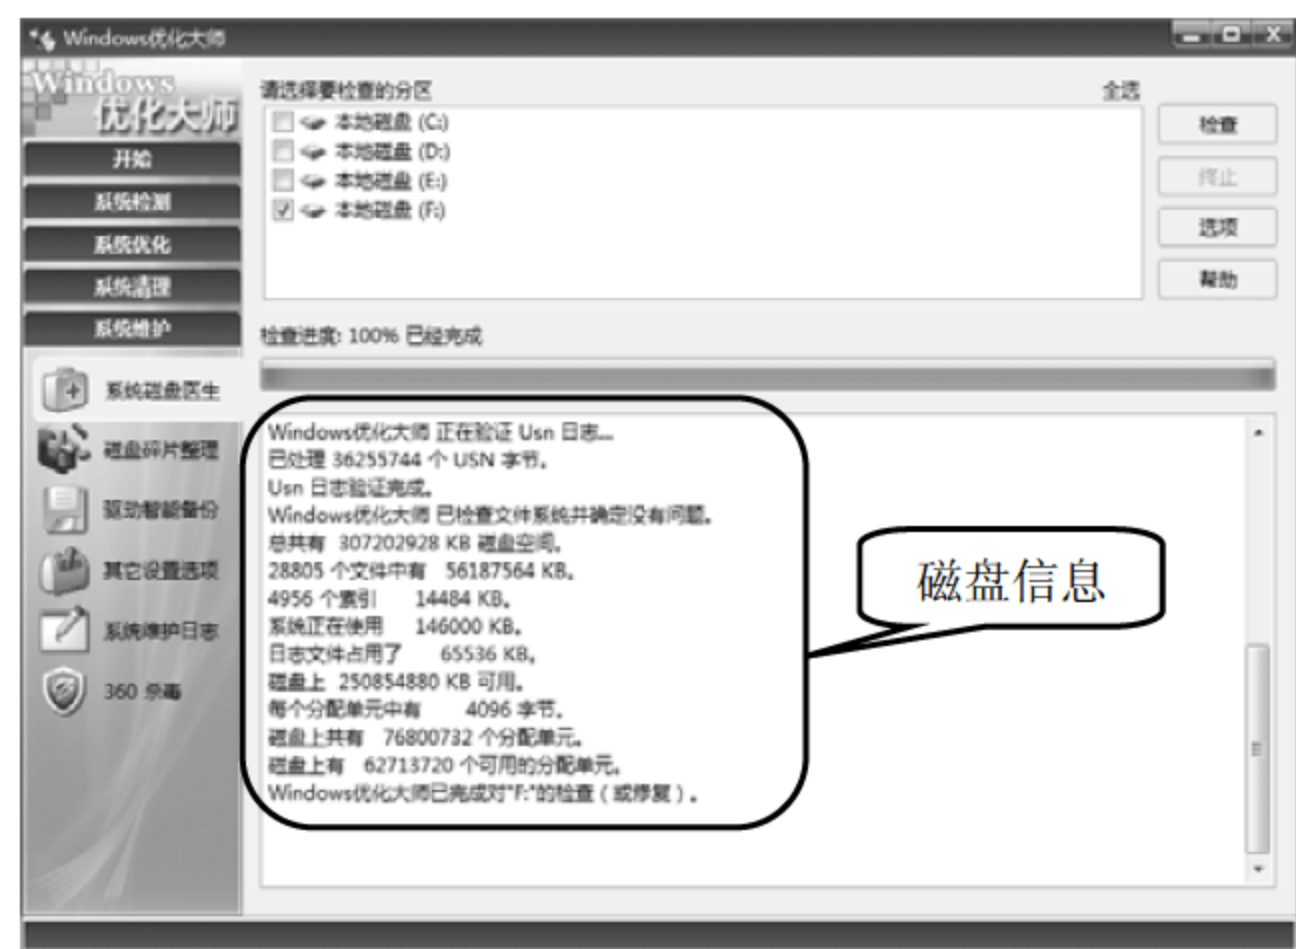 Windows优化大师
Windows
优化大师
开始
系统检测
系统优化
系统清理
系统维护
系统磁盘医生
磁盘碎片整理
驱动智能备份
其它设置选项
系统维护日志
360 杀毒
请选择要检查的分区 全选
本地磁盘 (C:)
本地磁盘 (D:)
本地磁盘 (E:)
本地磁盘 (F:)
检查
终止
选项
帮助
检查进度: 100% 已经完成
Windows优化大师 正在验证 Usn 日志...
已处理 36255744 个 USN 字节。
Usn 日志验证完成。
Windows优化大师 已检查文件系统并确定没有问题。
总共有 307202928 KB 磁盘空间。
28805 个文件中有 56187564 KB。
4956 个索引 14484 KB。
系统正在使用 146000 KB。
日志文件占用了 65536 KB。
磁盘上 250854880 KB 可用。
每个分配单元中有 4096 字节。
磁盘上共有 76800732 个分配单元。
磁盘上有 62713720 个可用的分配单元。
Windows优化大师已完成对"F:"的检查（或修复）。
磁盘信息